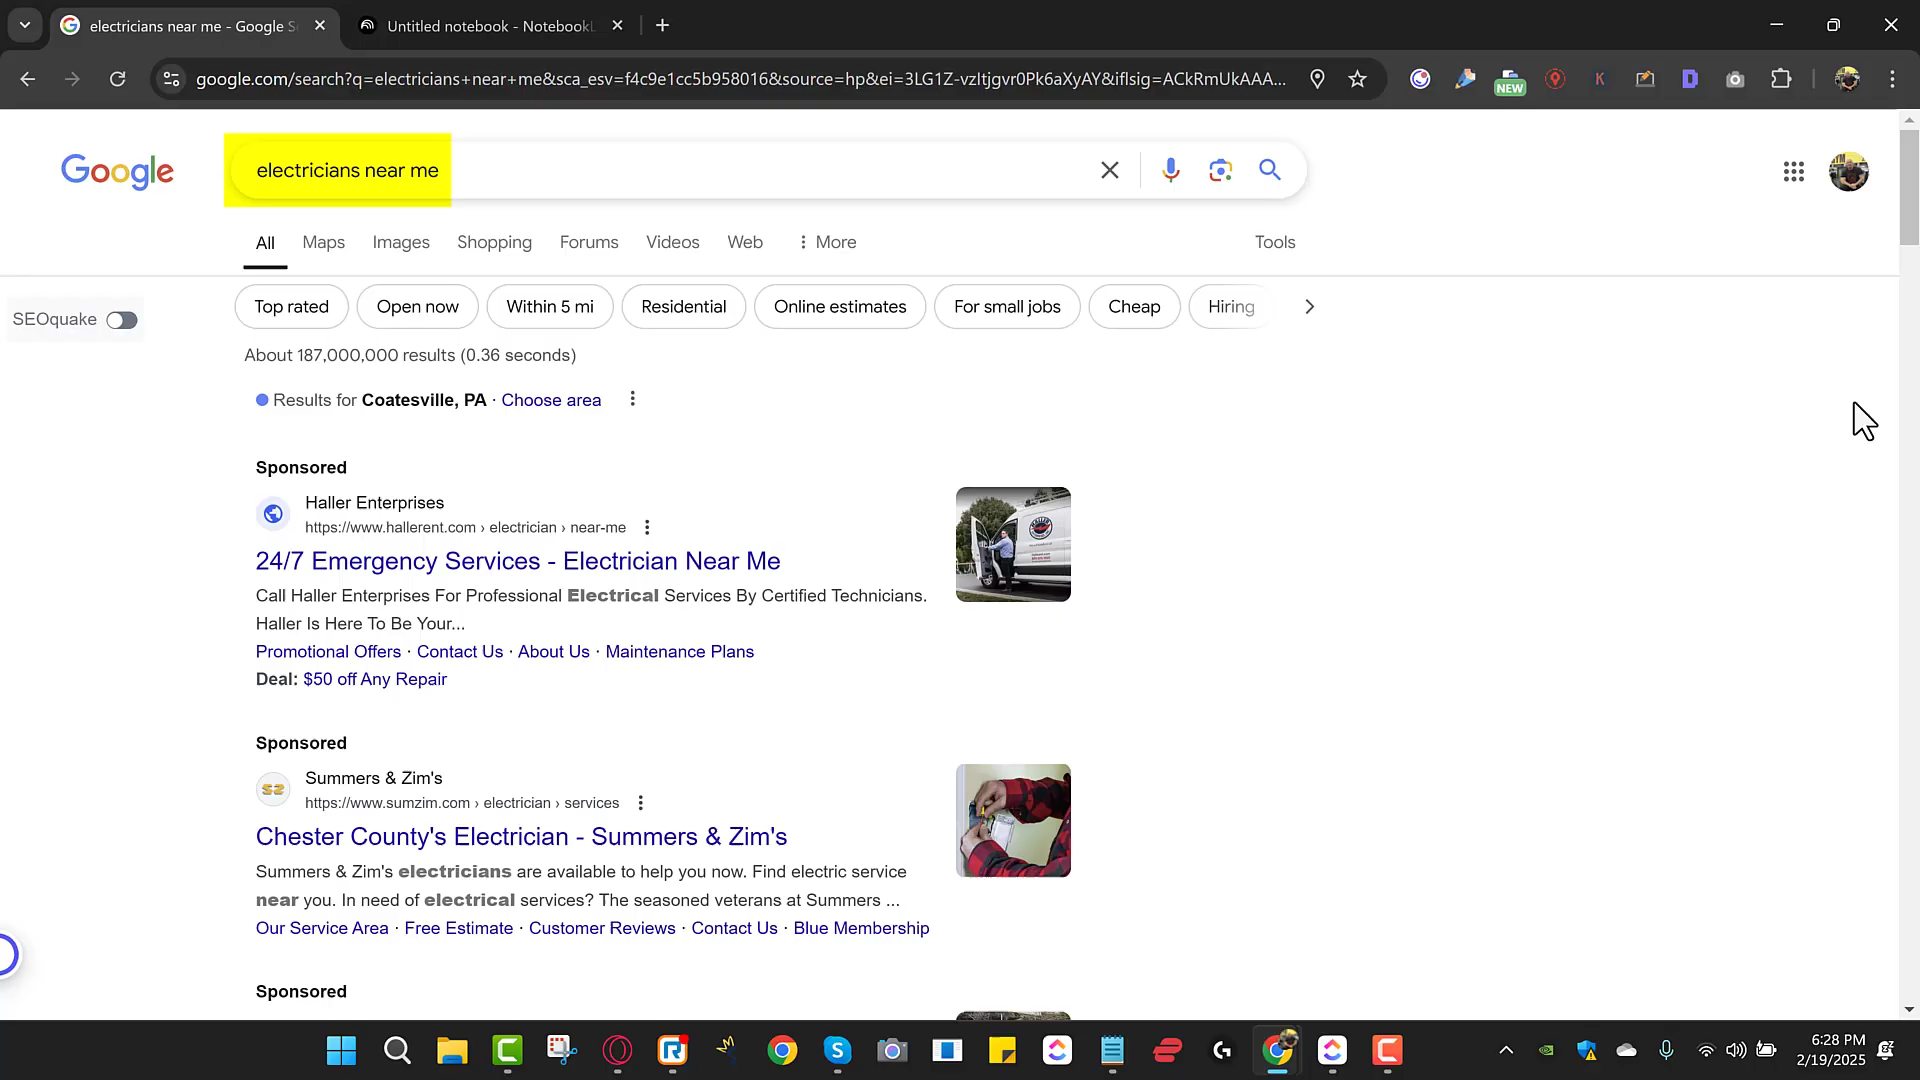 electricians near me - Google S
Untitled notebook - NotebookL
google.com/search?q=electricians+near+me&sca_esv=f4c9e1cc5b958016&source=hp&ei=3LG1Z-vzItjgvr0Pk6aXyAY&iflsig=ACkRmUkAAA...
NEW
K
Google
electricians near me
All
Maps
Images
Shopping
Forums
Videos
Web
More
Tools
SEOquake
Top rated
Open now
Within 5 mi
Residential
Online estimates
For small jobs
Cheap
Hiring
About 187,000,000 results (0.36 seconds)
Results for Coatesville, PA · Choose area
Sponsored
Haller Enterprises
https://www.hallerent.com › electrician › near-me
24/7 Emergency Services - Electrician Near Me
Call Haller Enterprises For Professional Electrical Services By Certified Technicians.
Haller Is Here To Be Your...
Promotional Offers · Contact Us · About Us · Maintenance Plans
Deal: $50 off Any Repair
HALLER
Sponsored
SZ
Summers & Zim's
https://www.sumzim.com › electrician › services
Chester County's Electrician - Summers & Zim's
Summers & Zim's electricians are available to help you now. Find electric service
near you. In need of electrical services? The seasoned veterans at Summers ...
Our Service Area · Free Estimate · Customer Reviews · Contact Us · Blue Membership
Sponsored
6:28 PM
2/19/2025